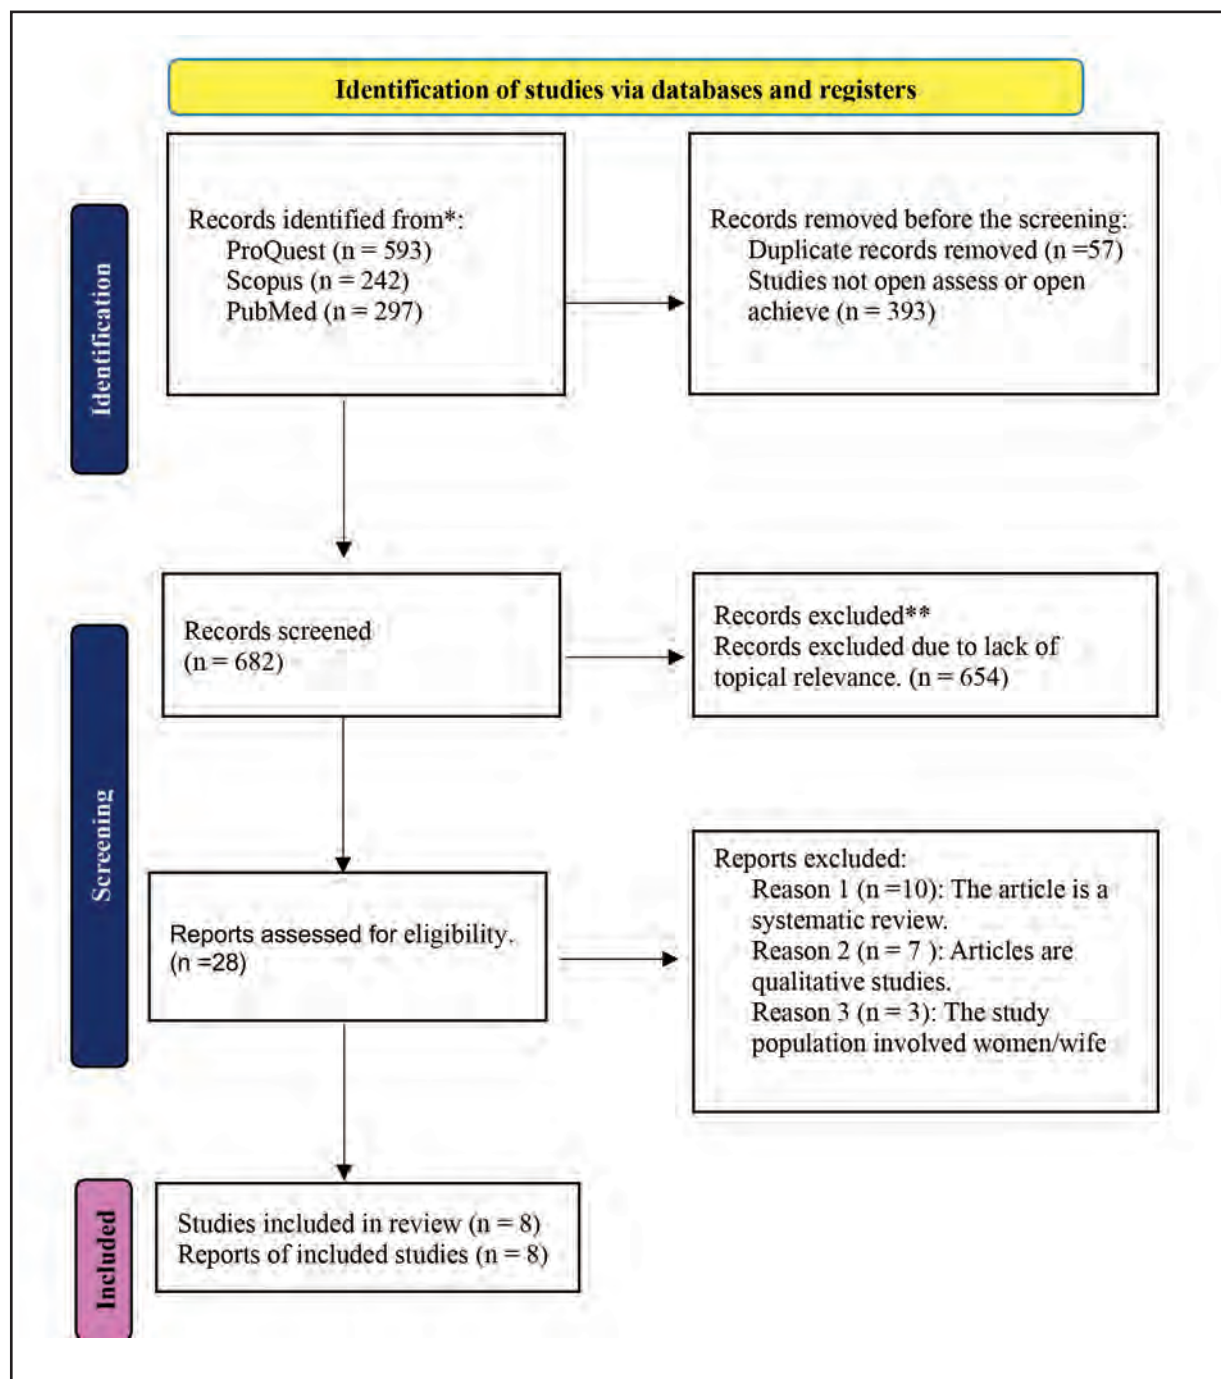 Identification of studies via databases and registers
Identification
Records identified from*:
ProQuest (n = 593)
Scopus (n = 242)
PubMed (n = 297)
Records removed before the screening:
Duplicate records removed (n =57)
Studies not open assess or open
achieve (n = 393)
Screening
Records screened
(n = 682)
Records excluded**
Records excluded due to lack of
topical relevance. (n = 654)
Reports assessed for eligibility.
(n =28)
Reports excluded:
Reason 1 (n =10): The article is a
systematic review.
Reason 2 (n = 7 ): Articles are
qualitative studies.
Reason 3 (n = 3): The study
population involved women/wife
Included
Studies included in review (n = 8)
Reports of included studies (n = 8)